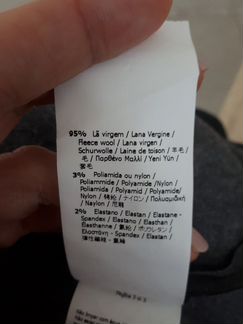 95% Lã virgem / Lana Vergine /
Fleece wool / Lana virgen /
Schurwolle / Laine de toison / 羊毛 /
毛 / Παρθένο Μαλλί / Yeni Yün /
3% Poliamida ou nylon /
Poliammide / Polyamide /Nylon /
Poliamida / Polyamid / Polyamide/
Nylon / 锦纶 / ナイロン / Πολυαμιδική
/ Naylon / 尼龍
2% Elastano / Elastan / Elastane -
Spandex / Elastano / Elasthan /
Elasthanne / 氨纶 / ポリウレタン /
Ελαστάνη - Spandex / Elastan /
彈性纖維 - 氨綸